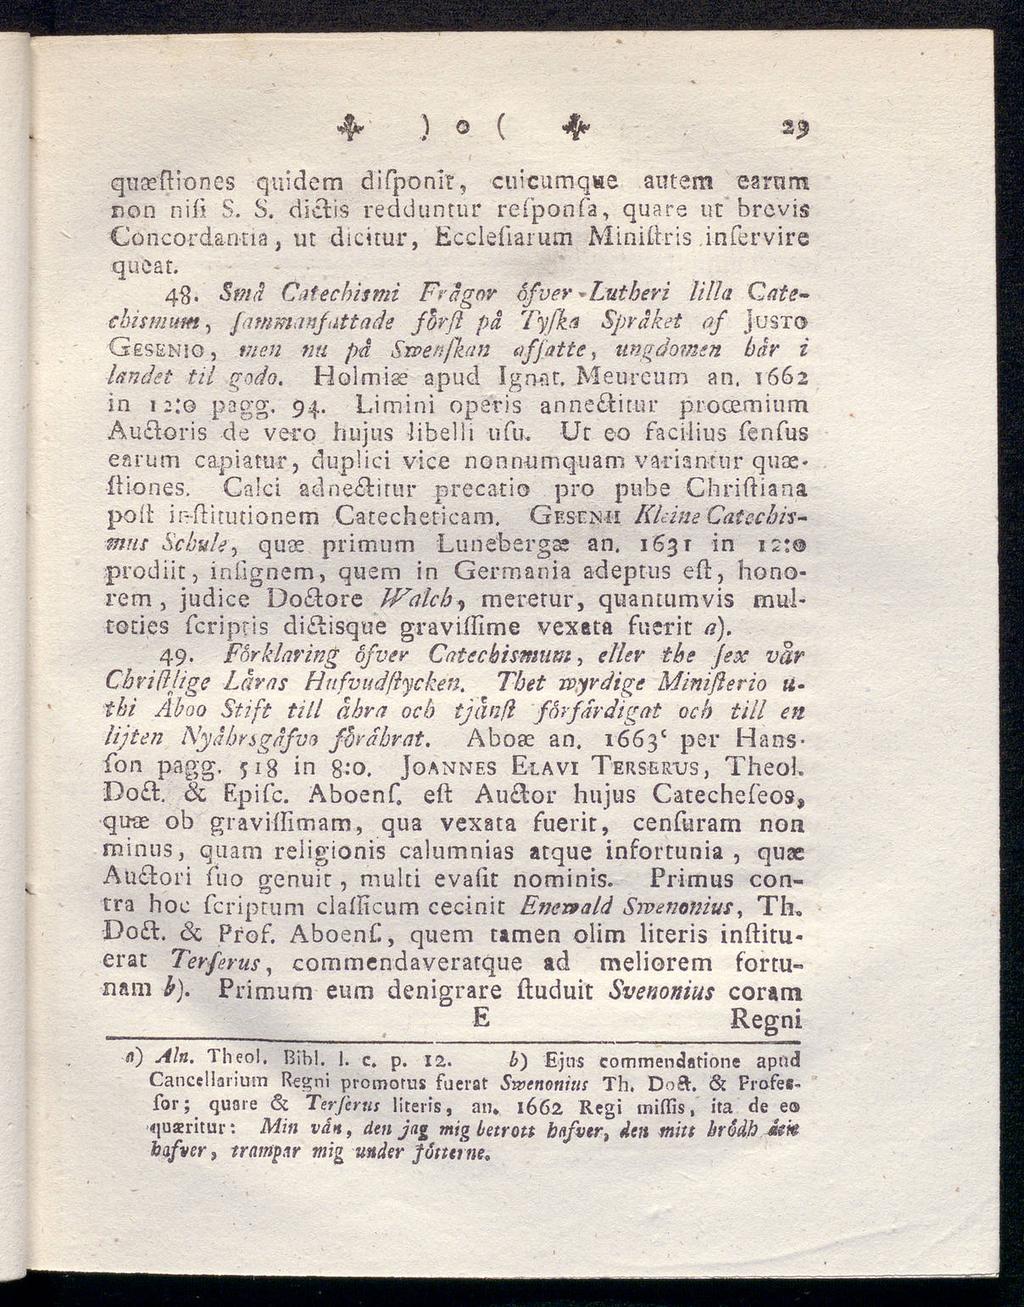 ) o ( 29
quæſtiones quidem diſponit, cuicumque autem earum
non niſi S. S. dictis redduntur reſponſa, quare ut brevis
Concordantia, ut dicitur, Eccleſiarum Miniſtris inſervire
queat.
48. Små Catechismi Frågor öfver Lutheri lilla Cate-
chismum, ſammanfattade förſt på Tyſka Språket af JUSTO
GESENIO, men nu på Swenſkan affatte, ungdomen hår i
landet til godo. Holmiæ apud Ignat. Meureum an. 1662
in 12:o pagg. 94. Limini operis annectitur proœmium
Auctoris de vero hujus libelli uſu. Ut eo facilius ſenſus
earum capiatur, duplici vice nonnumquam variantur quæ-
ſtiones. Calci adnectitur precatio pro pube Chriſtiana
poſt inſtitutionem Catecheticam. GESENII Kleine Catechis-
mus Schule, quæ primum Lunebergæ an. 1631 in 12:o
prodiit, inſignem, quem in Germania adeptus eſt, hono-
rem, judice Doctore Walch, meretur, quantumvis mul-
toties ſcriptis dictisque graviſſime vexata fuerit a).
49. Förklaring öfver Catechismum, eller the ſex vår
Chriſtlige Låras Hufvudſtycken. Thet wyrdige Miniſterio u-
thi Åboo Stift till åhra och tjånſt förfårdigat och till en
lijten Nyåhrsgåfvo föråhrat. Aboæ an. 1663 per Hans-
ſon pagg. 518 in 8:o. JOANNES ELAVI TERSERUS, Theol.
Doct. & Epiſc. Aboenſ. eſt Auctor hujus Catecheſeos,
quæ ob graviſſimam, qua vexata fuerit, cenſuram non
minus, quam religionis calumnias atque infortunia, quæ
Auctori ſuo genuit, multi evaſit nominis. Primus con-
tra hoc ſcriptum claſſicum cecinit Enewald Swenonius, Th.
Doct. & Prof. Aboenſ., quem tamen olim literis inſtitu-
erat Terſerus, commendaveratque ad meliorem fortu-
nam b). Primum eum denigrare ſtuduit Svenonius coram
E Regni
a) Aln. Theol. Bibl. l. c. p. 12. b) Ejus commendatione apud
Cancellarium Regni promotus fuerat Swenonius Th. Doct. & Profeſ-
ſor; quare & Terſerus literis, an. 1662 Regi miſſis, ita de eo
quæritur: Min vån, den jag mig betrott hafver, den mitt brödh åtit
hafver, trampar mig under fötterne.